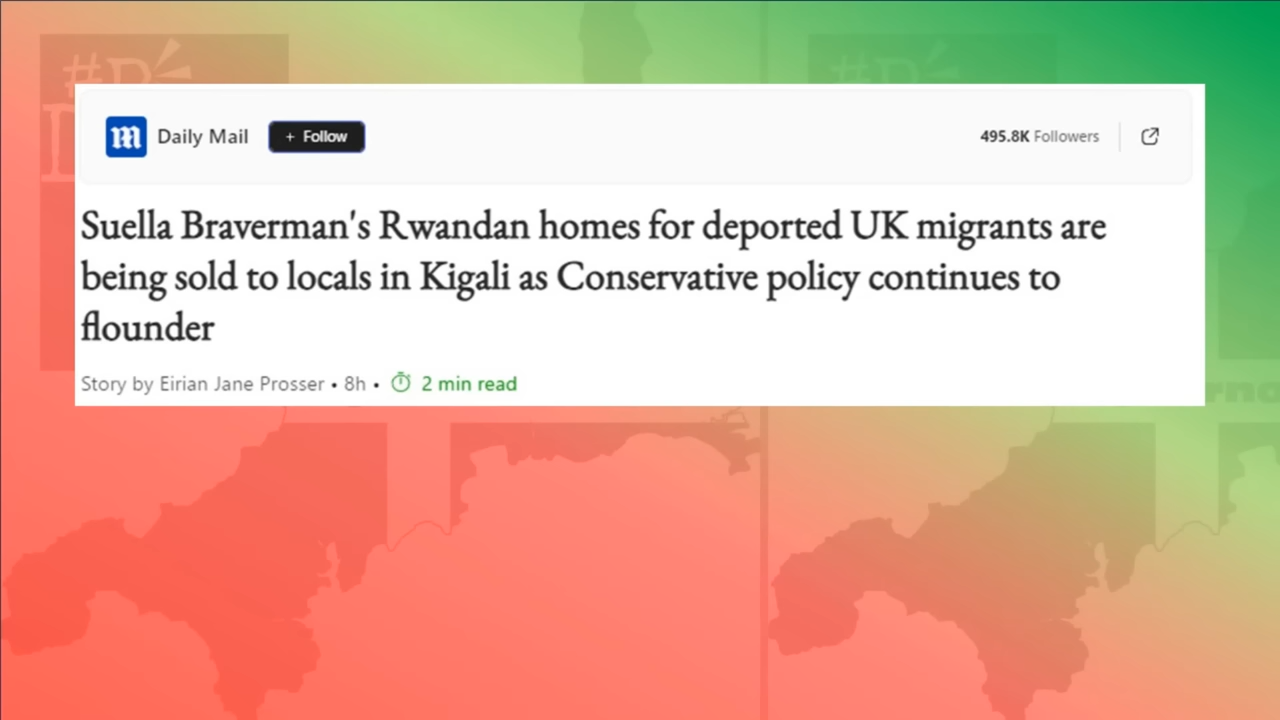 Daily Mail + Follow 495.8K Followers
Suella Braverman's Rwandan homes for deported UK migrants are
being sold to locals in Kigali as Conservative policy continues to
flounder
Story by Eirian Jane Prosser • 8h • 2 min read